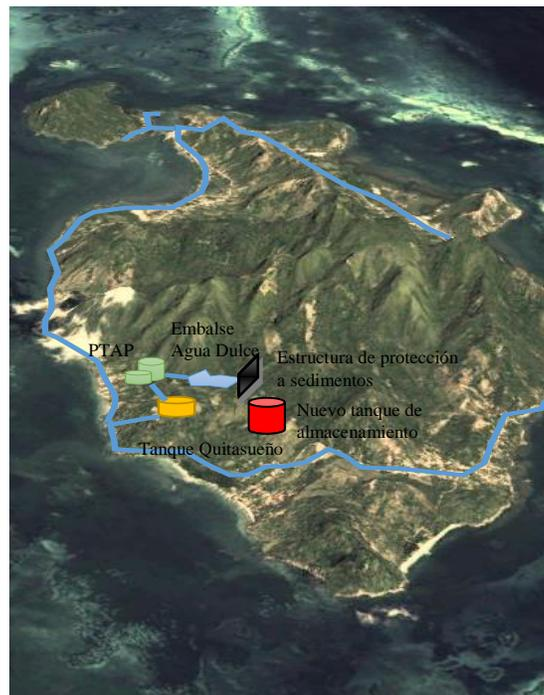 Embalse
Agua Dulce
PTAP
Estructura de protección
a sedimentos
Nuevo tanque de
almacenamiento
Tanque Quitasueño